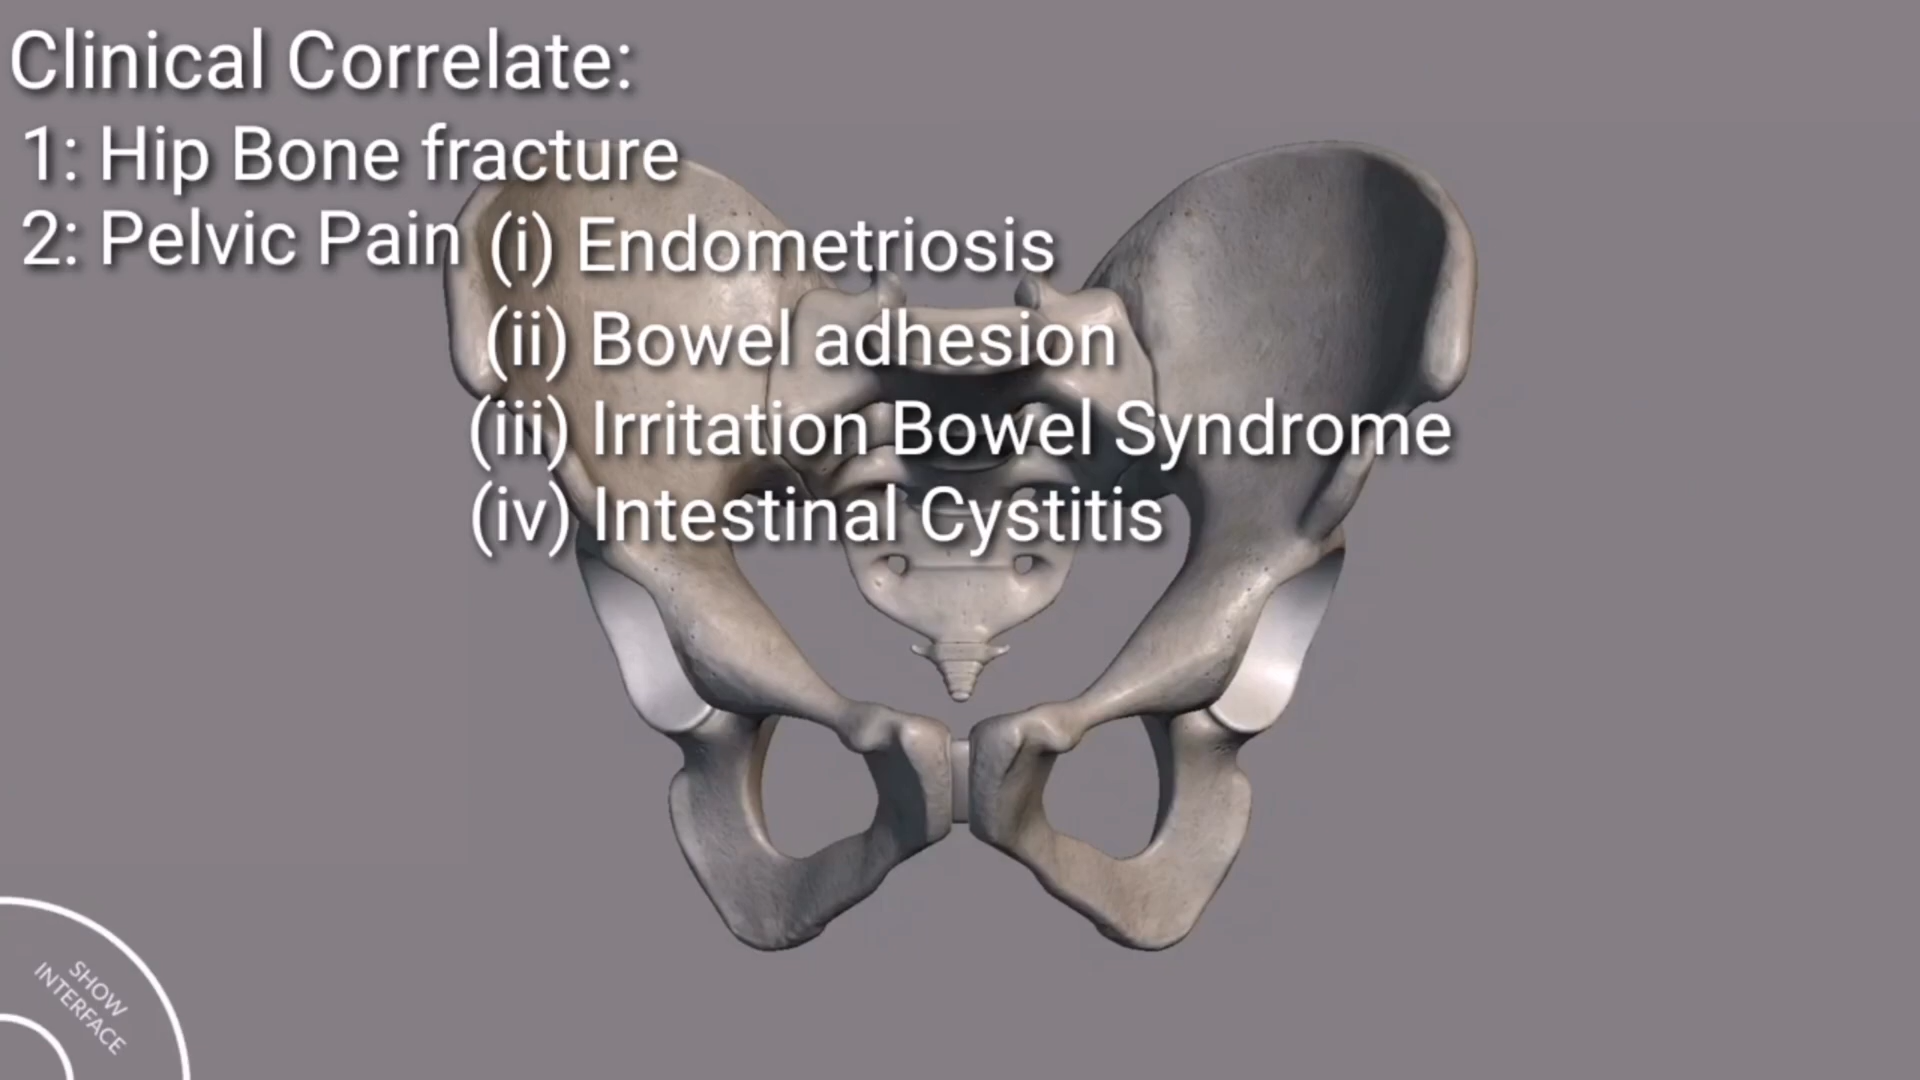 Clinical Correlate:
1: Hip Bone fracture
2: Pelvic Pain (i) Endometriosis
(ii) Bowel adhesion
(iii) Irritation Bowel Syndrome
(iv) Intestinal Cystitis
SHOW
INTERFACE